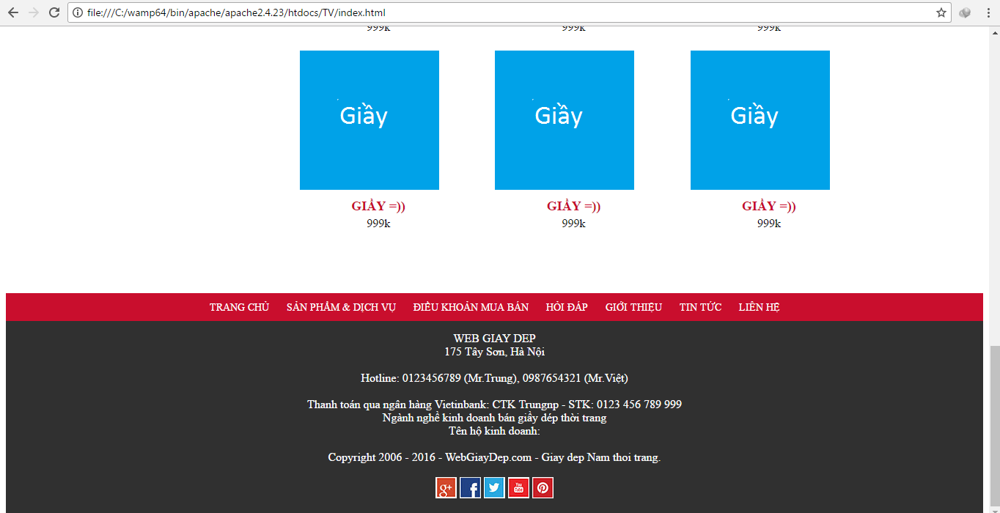 file:///C:/wamp64/bin/apache/apache2.4.23/htdocs/TV/index.html
999k 999k 999k
Giầy Giầy Giầy
GIẦY =)) GIẦY =)) GIẦY =))
999k 999k 999k
TRANG CHỦ SẢN PHẨM & DỊCH VỤ ĐIỀU KHOẢN MUA BÁN HỎI ĐÁP GIỚI THIỆU TIN TỨC LIÊN HỆ
WEB GIAY DEP
175 Tây Sơn, Hà Nội
Hotline: 0123456789 (Mr.Trung), 0987654321 (Mr.Việt)
Thanh toán qua ngân hàng Vietinbank: CTK Trungnp - STK: 0123 456 789 999
Ngành nghề kinh doanh bán giầy dép thời trang
Tên hộ kinh doanh:
Copyright 2006 - 2016 - WebGiayDep.com - Giay dep Nam thoi trang.
g+ f You Tube